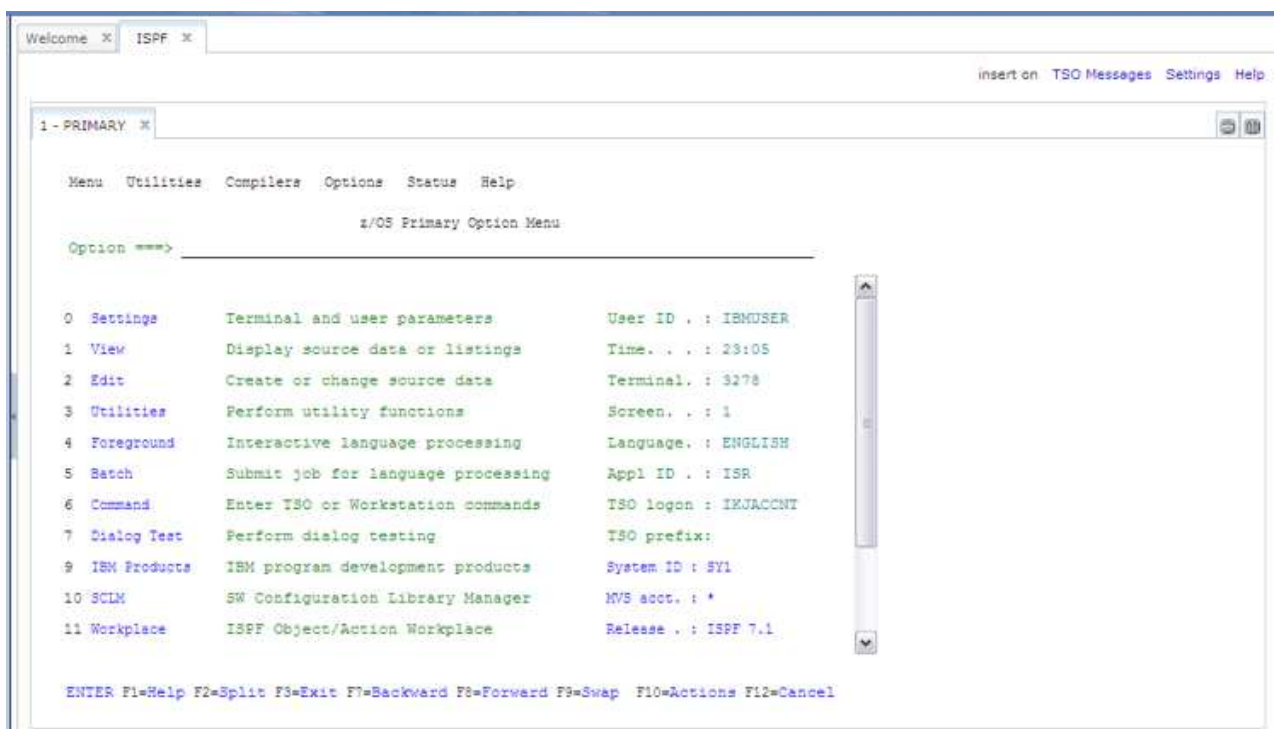 Welcome ISPF
insert on TSO Messages Settings Help
1 - PRIMARY
Menu Utilities Compilers Options Status Help
z/OS Primary Option Menu
Option ===>
0 Settings Terminal and user parameters User ID . : IBMUSER
1 View Display source data or listings Time. . . : 23:05
2 Edit Create or change source data Terminal. : 3278
3 Utilities Perform utility functions Screen. . : 1
4 Foreground Interactive language processing Language. : ENGLISH
5 Batch Submit job for language processing Appl ID . : ISR
6 Command Enter TSO or Workstation commands TSO logon : IKJACCNT
7 Dialog Test Perform dialog testing TSO prefix:
9 IBM Products IBM program development products System ID : SY1
10 SCLM SW Configuration Library Manager MVS acct. : *
11 Workplace ISPF Object/Action Workplace Release . : ISPF 7.1
ENTER F1=Help F2=Split F3=Exit F7=Backward F8=Forward F9=Swap F10=Actions F12=Cancel